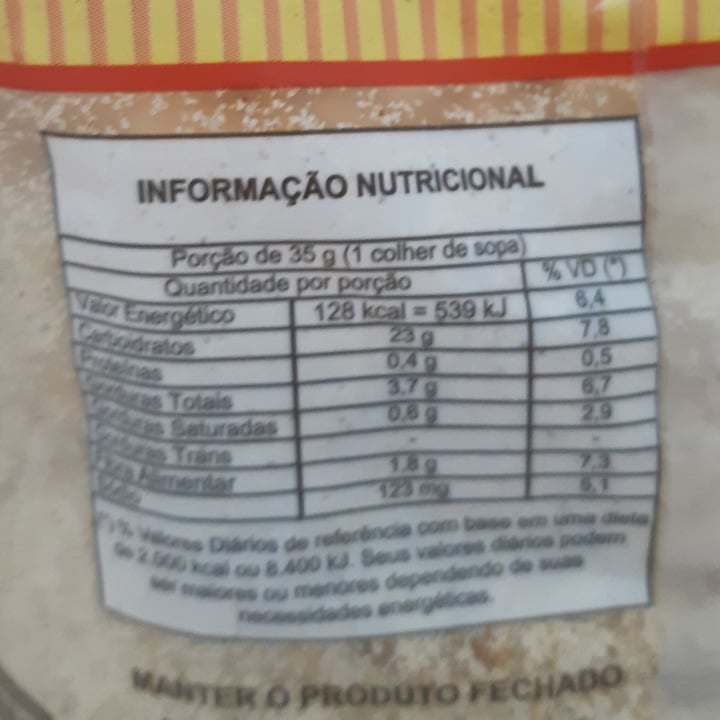 INFORMAÇÃO NUTRICIONAL
Porção de 35 g (1 colher de sopa)
Quantidade por porção % VD (*)
Valor Energético 128 kcal = 539 kJ 6,4
Carboidratos 23 g 7,8
Proteínas 0,4 g 0,5
Gorduras Totais 3,7 g 6,7
Gorduras Saturadas 0,6 g 2,9
Gorduras Trans - -
Fibra Alimentar 1,8 g 7,3
Sódio 123 mg 5,1
(*) % Valores Diários de referência com base em uma dieta
de 2.000 kcal ou 8.400 kJ. Seus valores diários podem
ser maiores ou menores dependendo de suas
necessidades energéticas.
MANTER O PRODUTO FECHADO